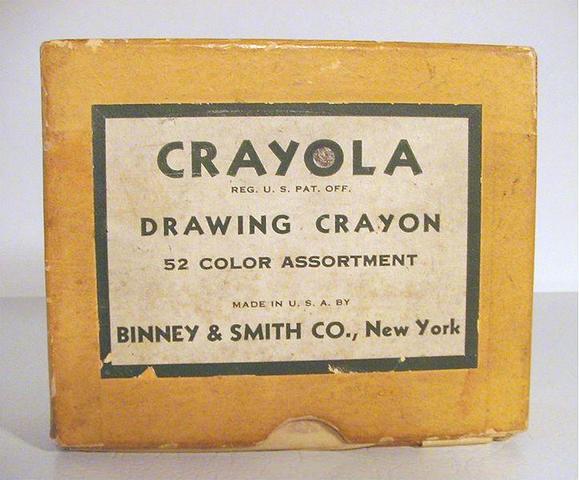 CRAYOLA
REG. U. S. PAT. OFF.
DRAWING CRAYON
52 COLOR ASSORTMENT
MADE IN U. S. A. BY
BINNEY & SMITH CO., New York